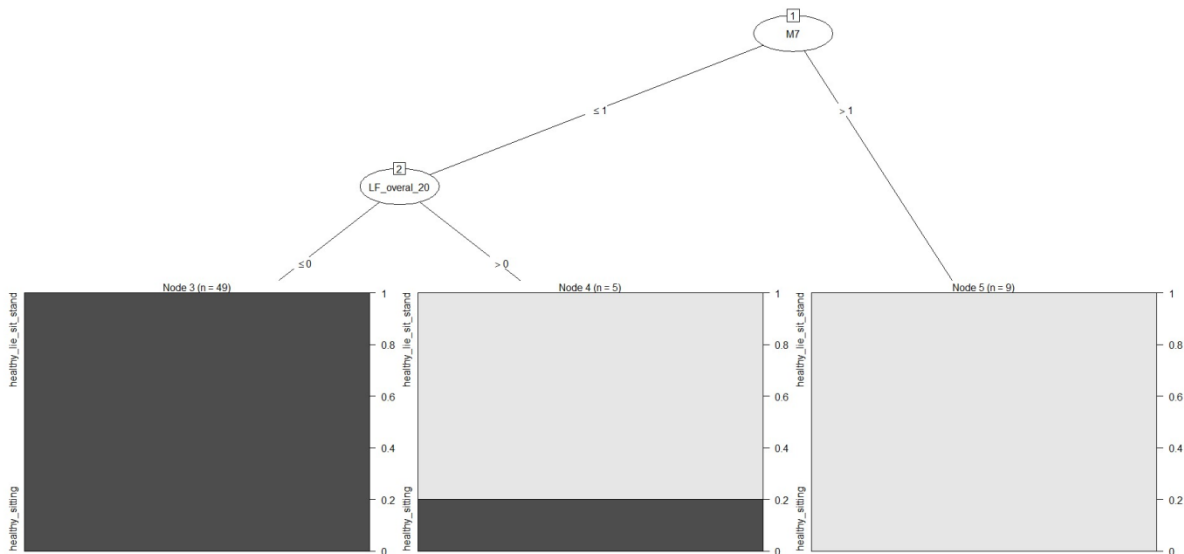 1
M7
≤ 1
> 1
2
LF_overal_20
≤ 0
> 0
Node 3 (n = 49)
healthy_lie_sit_stand
healthy_sitting
1
0.8
0.6
0.4
0.2
0
Node 4 (n = 5)
healthy_lie_sit_stand
healthy_sitting
1
0.8
0.6
0.4
0.2
0
Node 5 (n = 9)
healthy_lie_sit_stand
healthy_sitting
1
0.8
0.6
0.4
0.2
0